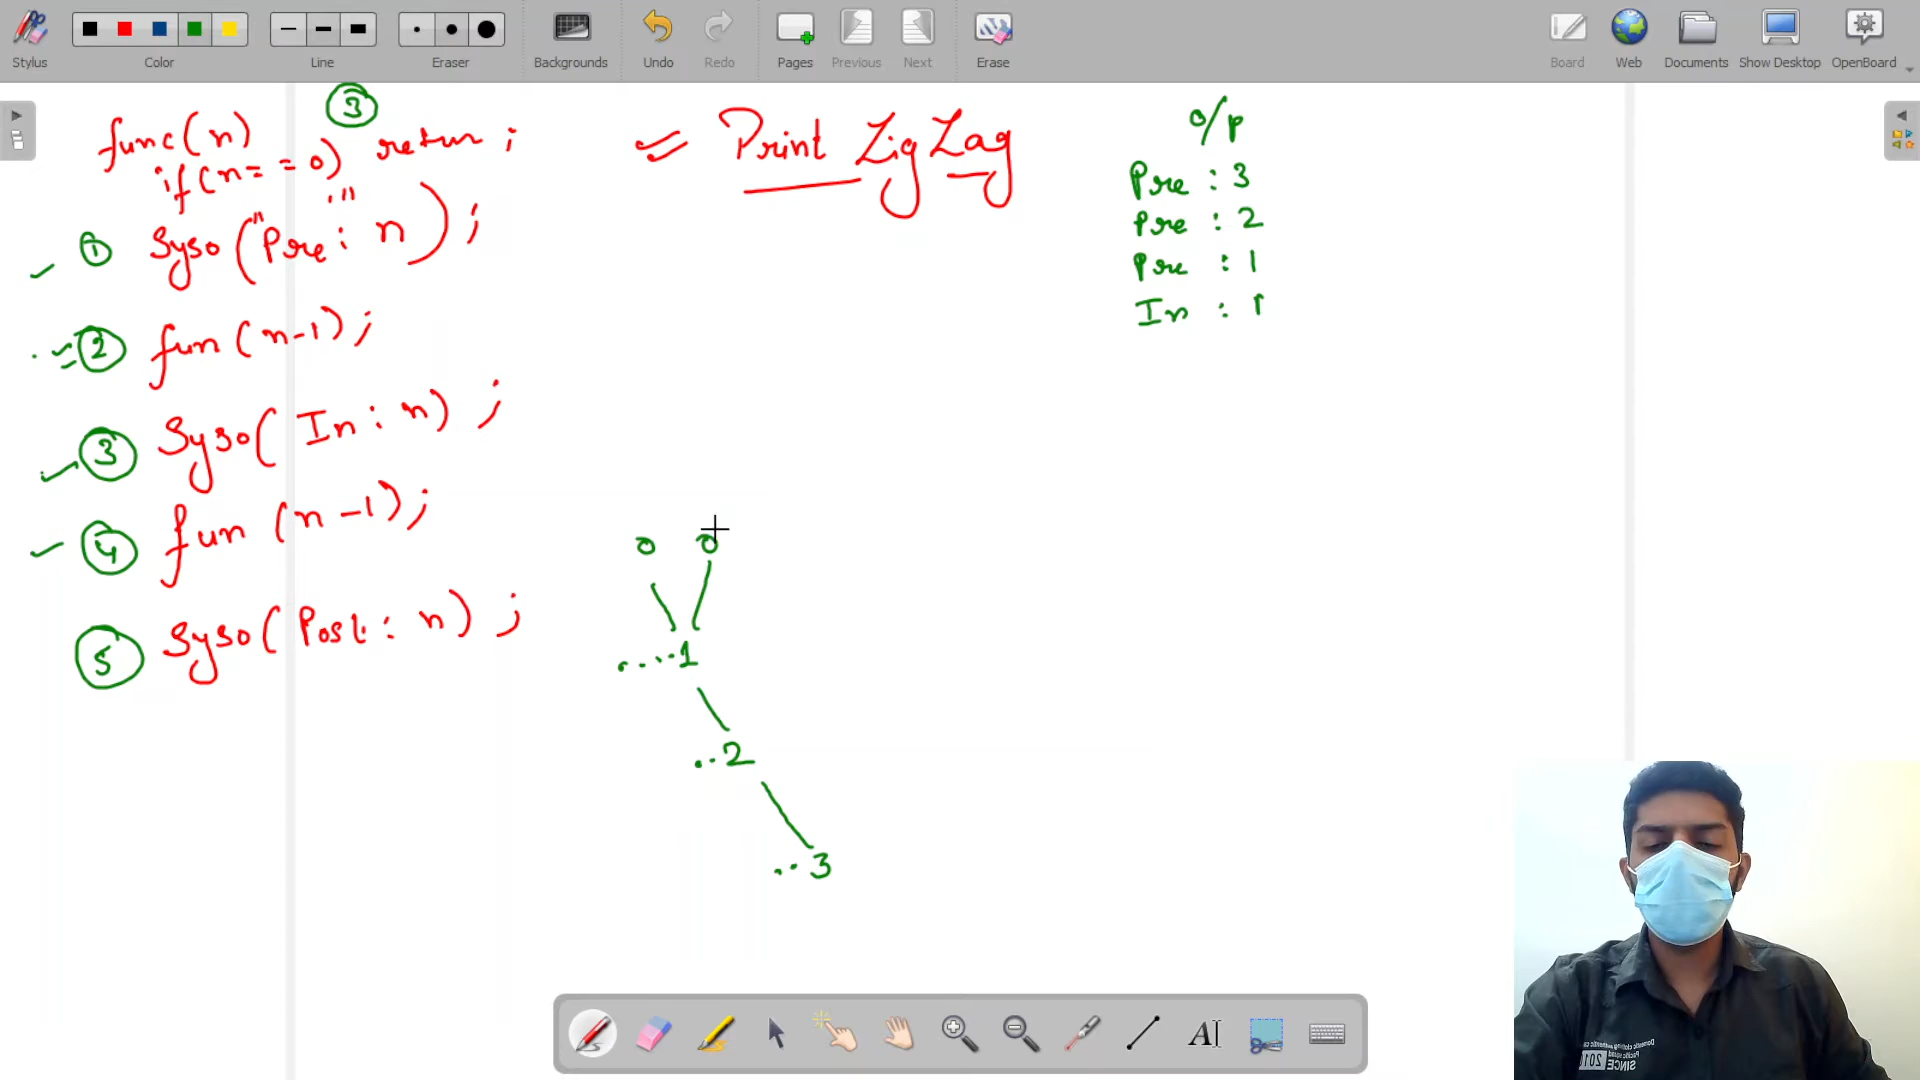 Stylus
Color
Line
Eraser
Backgrounds
Undo
Redo
Pages
Previous
Next
Erase
Board
Web
Documents
Show Desktop
OpenBoard
3
func(n)
if(n==0) return;
1 Syso("Pre:" n);
2 fun(n-1);
3 Syso(In: n);
4 fun(n-1);
5 Syso(Post: n);
Print ZigZag
O/P
Pre : 3
Pre : 2
Pre : 1
In : 1
0 0
1
2
3
SINCE 2010